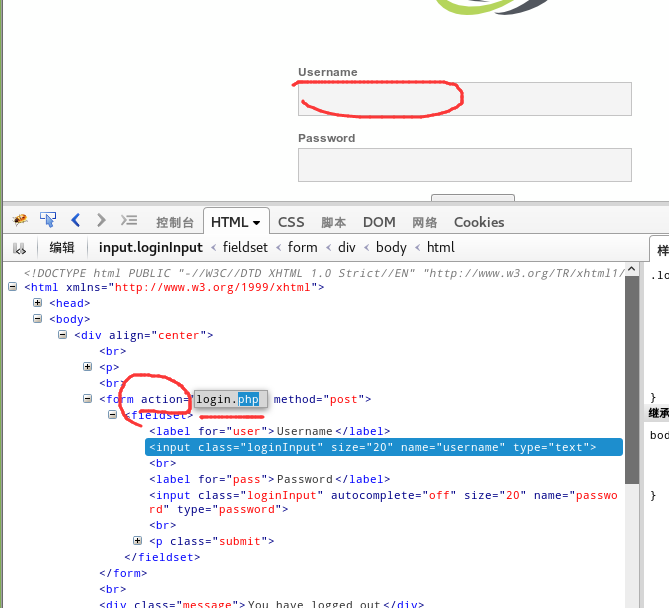 Username
Password
控制台 HTML CSS 脚本 DOM 网络 Cookies
编辑 input.loginInput < fieldset < form < div < body < html
样
<!DOCTYPE html PUBLIC "-//W3C//DTD XHTML 1.0 Strict//EN" "http://www.w3.org/TR/xhtml1/
.lo
<html xmlns="http://www.w3.org/1999/xhtml">
<head>
<body>
<div align="center">
<br>
<p>
<br>
<form action="login.php method="post">
}
<fieldset>
继承
<label for="user">Username</label>
bod
<input class="loginInput" size="20" name="username" type="text">
<br>
<label for="pass">Password</label>
<input class="loginInput" autocomplete="off" size="20" name="passwo
}
rd" type="password">
<br>
<p class="submit">
</fieldset>
</form>
<br>
<div class="message">You have logged out</div>